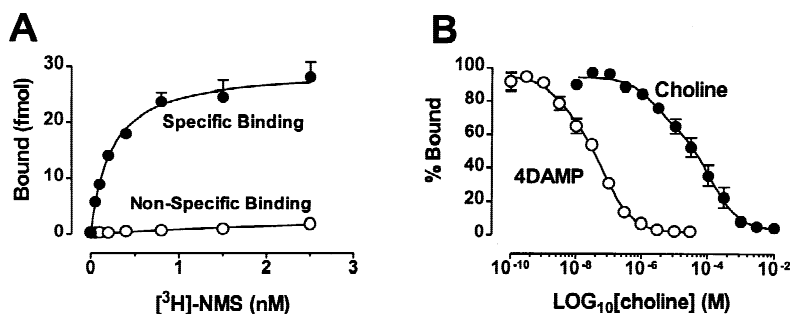 A
Bound (fmol)
30
20
10
0
Specific Binding
Non-Specific Binding
0
1
2
3
[³H]-NMS (nM)
B
% Bound
100
80
60
40
20
0
Choline
4DAMP
10⁻¹⁰
10⁻⁸
10⁻⁶
10⁻⁴
10⁻²
LOG₁₀[choline] (M)